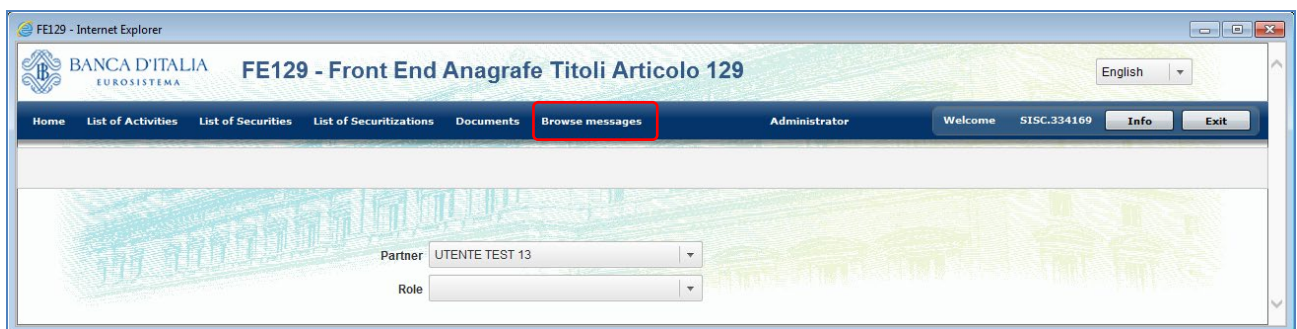 FE129 - Internet Explorer
BANCA D'ITALIA
EUROSISTEMA
FE129 - Front End Anagrafe Titoli Articolo 129
English
Home List of Activities List of Securities List of Securitizations Documents Browse messages Administrator Welcome SISC.334169 Info Exit
Partner UTENTE TEST 13
Role